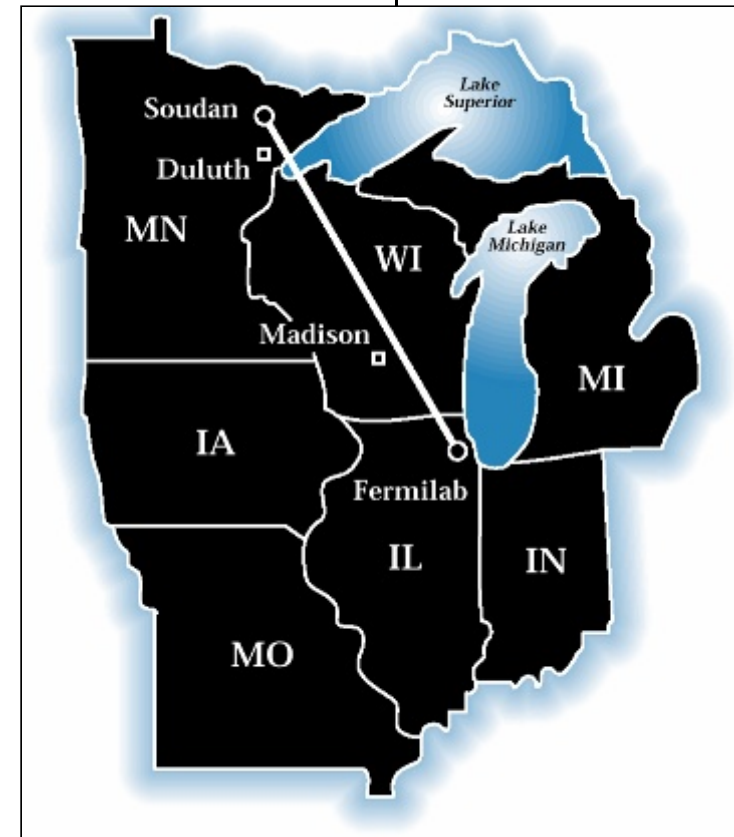 Lake
Superior
Soudan
Duluth
MN
Lake
Michigan
WI
Madison
MI
IA
Fermilab
IL
IN
MO